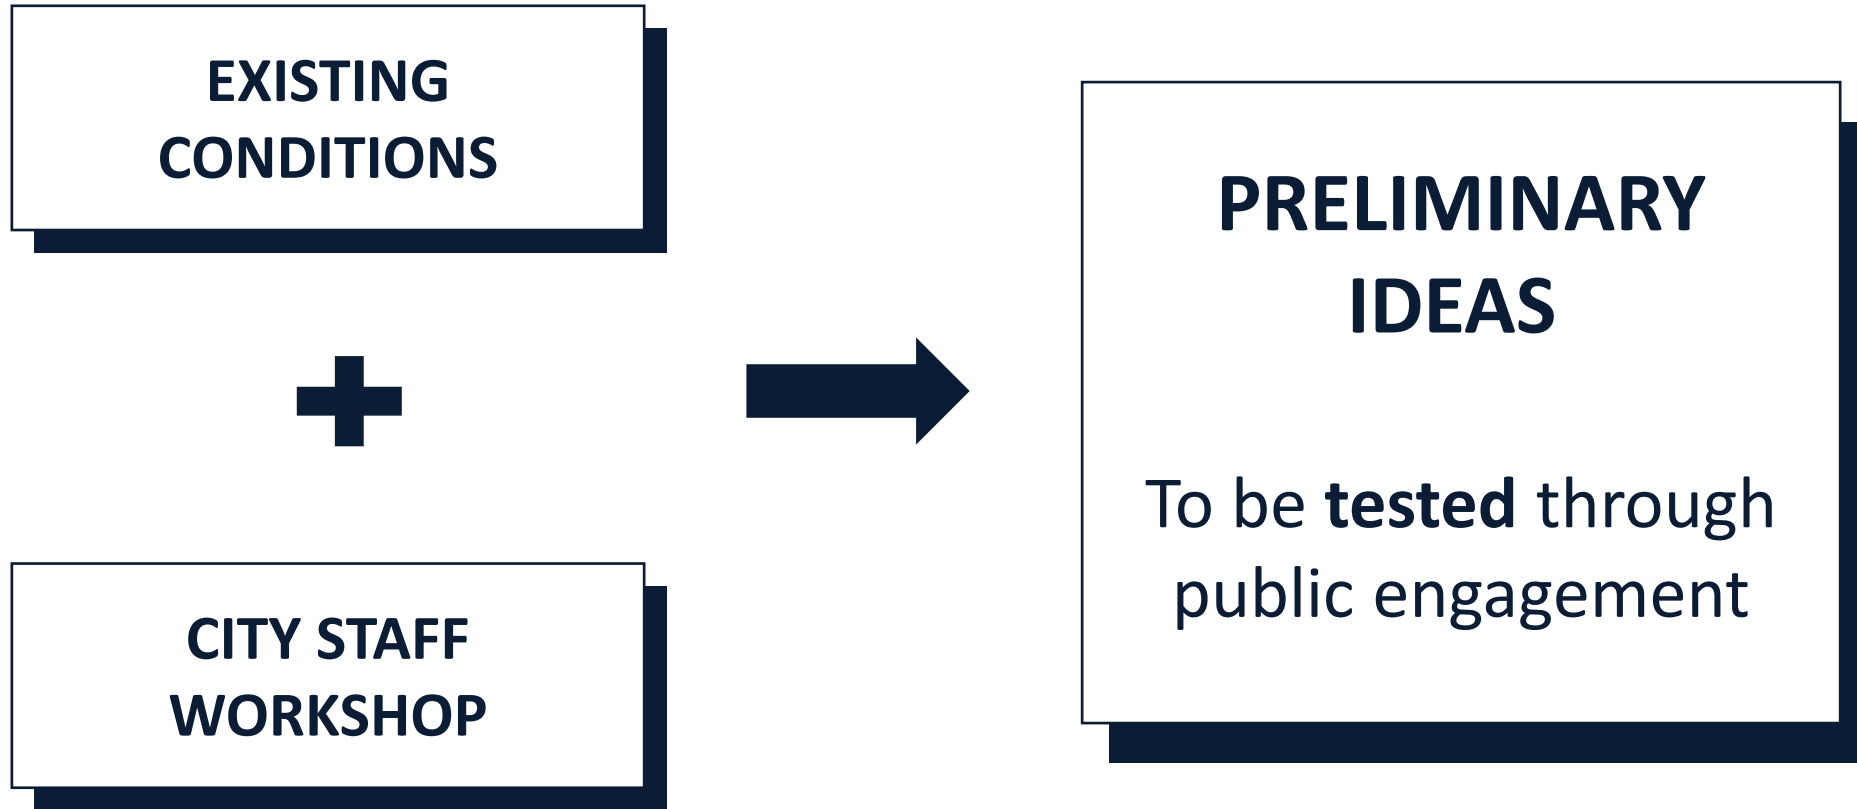 EXISTING
CONDITIONS
CITY STAFF
WORKSHOP
PRELIMINARY
IDEAS
To be tested through
public engagement